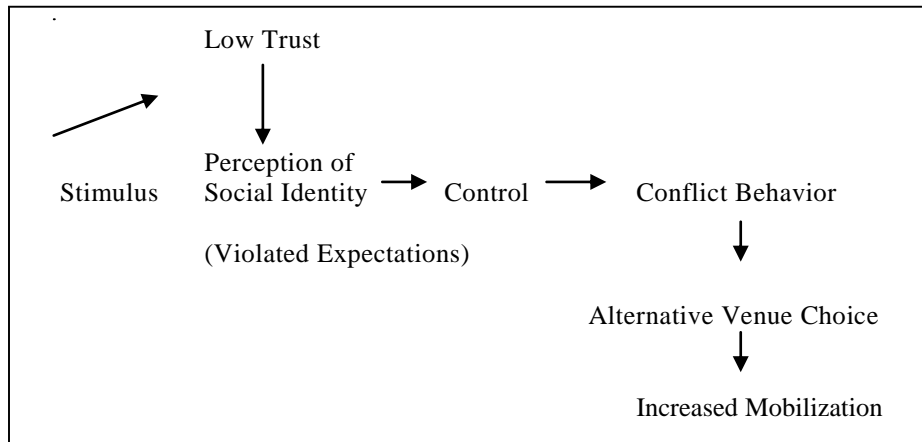 Low Trust
Perception of
Stimulus Social Identity Control Conflict Behavior
(Violated Expectations)
Alternative Venue Choice
Increased Mobilization